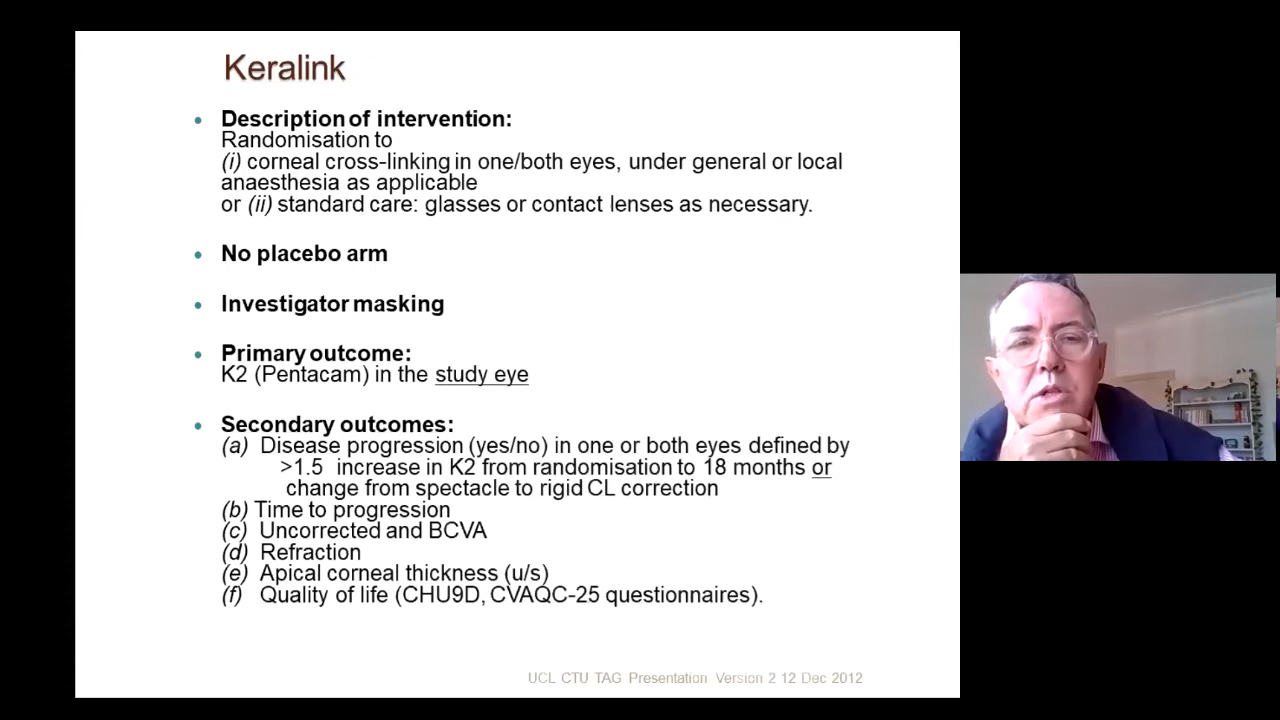 Keralink
• Description of intervention:
Randomisation to
(i) corneal cross-linking in one/both eyes, under general or local
anaesthesia as applicable
or (ii) standard care: glasses or contact lenses as necessary.
• No placebo arm
• Investigator masking
• Primary outcome:
K2 (Pentacam) in the study eye
• Secondary outcomes:
(a) Disease progression (yes/no) in one or both eyes defined by
>1.5 increase in K2 from randomisation to 18 months or
change from spectacle to rigid CL correction
(b) Time to progression
(c) Uncorrected and BCVA
(d) Refraction
(e) Apical corneal thickness (u/s)
(f) Quality of life (CHU9D, CVAQC-25 questionnaires).
UCL CTU TAG Presentation Version 2 12 Dec 2012